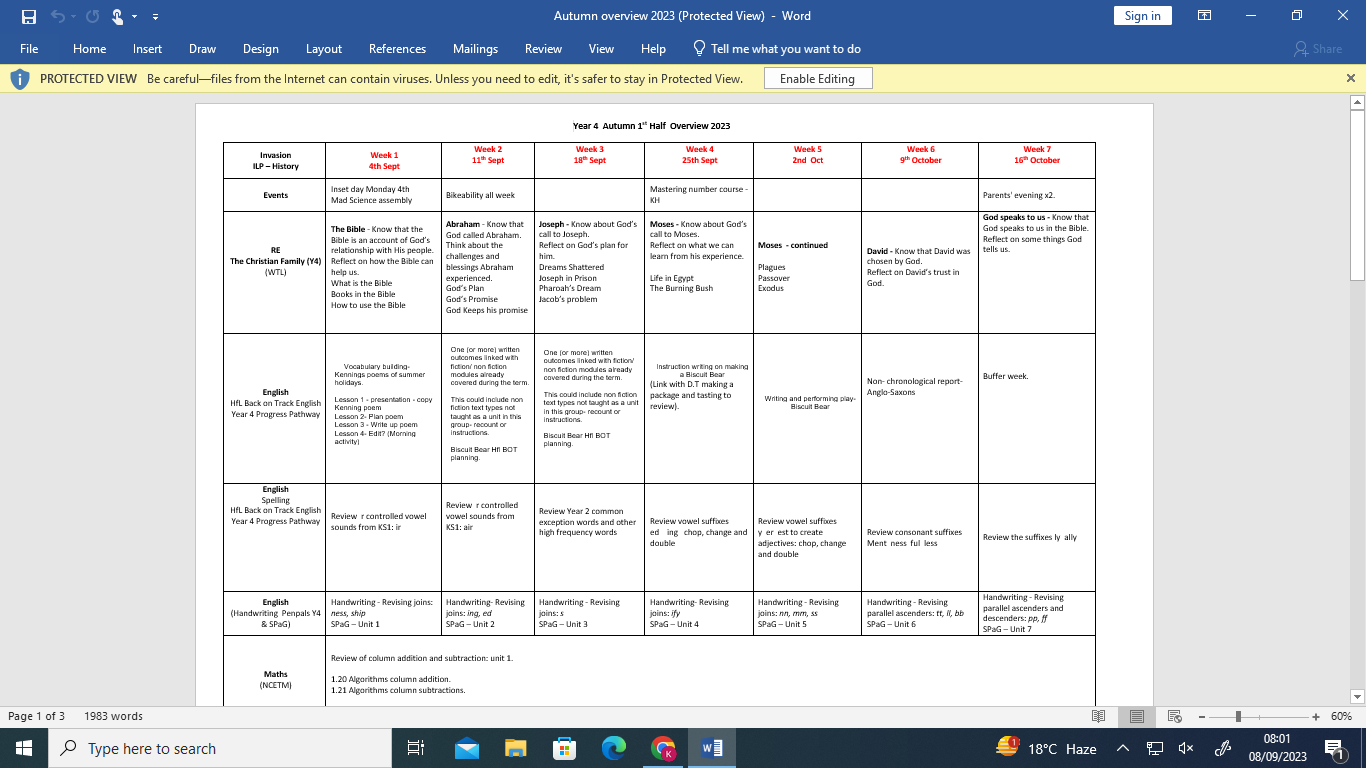 Autumn overview 2023 (Protected View) - Word
Sign in
File Home Insert Draw Design Layout References Mailings Review View Help Tell me what you want to do Share
PROTECTED VIEW Be careful—files from the Internet can contain viruses. Unless you need to edit, it's safer to stay in Protected View. Enable Editing
Year 4 Autumn 1st Half Overview 2023
Invasion
ILP – History
Week 1
4th Sept
Week 2
11th Sept
Week 3
18th Sept
Week 4
25th Sept
Week 5
2nd Oct
Week 6
9th October
Week 7
16th October
Events
Inset day Monday 4th
Mad Science assembly
Bikeability all week
Mastering number course -
KH
Parents' evening x2.
RE
The Christian Family (Y4)
(WTL)
The Bible - Know that the
Bible is an account of God's
relationship with His people.
Reflect on how the Bible can
help us.
What is the Bible
Books in the Bible
How to use the Bible
Abraham - Know that
God called Abraham.
Think about the
challenges and
blessings Abraham
experienced.
God's Plan
God's Promise
God Keeps his promise
Joseph - Know about God's
call to Joseph.
Reflect on God's plan for
him.
Dreams Shattered
Joseph in Prison
Pharoah's Dream
Jacob's problem
Moses - Know about God's
call to Moses.
Reflect on what we can
learn from his experience.
Life in Egypt
The Burning Bush
Moses - continued
Plagues
Passover
Exodus
David - Know that David was
chosen by God.
Reflect on David's trust in
God.
God speaks to us - Know that
God speaks to us in the Bible.
Reflect on some things God
tells us.
English
HfL Back on Track English
Year 4 Progress Pathway
Vocabulary building-
Kennings poems of summer
holidays.
Lesson 1 - presentation - copy
Kenning poem
Lesson 2- Plan poem
Lesson 3 - Write up poem
Lesson 4- Edit? (Morning
activity)
One (or more) written
outcomes linked with
fiction/ non fiction
modules already
covered during the term.
This could include non
fiction text types not
taught as a unit in this
group- recount or
instructions.
Biscuit Bear Hfl BOT
planning.
One (or more) written
outcomes linked with fiction/
non fiction modules already
covered during the term.
This could include non fiction
text types not taught as a unit
in this group- recount or
instructions.
Biscuit Bear Hfl BOT
planning.
Instruction writing on making
a Biscuit Bear
(Link with D.T making a
package and tasting to
review).
Writing and performing play-
Biscuit Bear
Non- chronological report-
Anglo-Saxons
Buffer week.
English
Spelling
HfL Back on Track English
Year 4 Progress Pathway
Review r controlled vowel
sounds from KS1: ir
Review r controlled
vowel sounds from
KS1: air
Review Year 2 common
exception words and other
high frequency words
Review vowel suffixes
ed ing chop, change and
double
Review vowel suffixes
y er est to create
adjectives: chop, change
and double
Review consonant suffixes
Ment ness ful less
Review the suffixes ly ally
English
(Handwriting Penpals Y4
& SPaG)
Handwriting - Revising joins:
ness, ship
SPaG – Unit 1
Handwriting- Revising
joins: ing, ed
SPaG – Unit 2
Handwriting - Revising
joins: s
SPaG – Unit 3
Handwriting- Revising
joins: ify
SPaG – Unit 4
Handwriting - Revising
joins: nn, mm, ss
SPaG – Unit 5
Handwriting - Revising
parallel ascenders: tt, ll, bb
SPaG – Unit 6
Handwriting - Revising
parallel ascenders and
descenders: pp, ff
SPaG – Unit 7
Maths
(NCETM)
Review of column addition and subtraction: unit 1.
1.20 Algorithms column addition.
1.21 Algorithms column subtractions.
Page 1 of 3 1983 words 60%
Type here to search
18°C Haze
08:01
08/09/2023